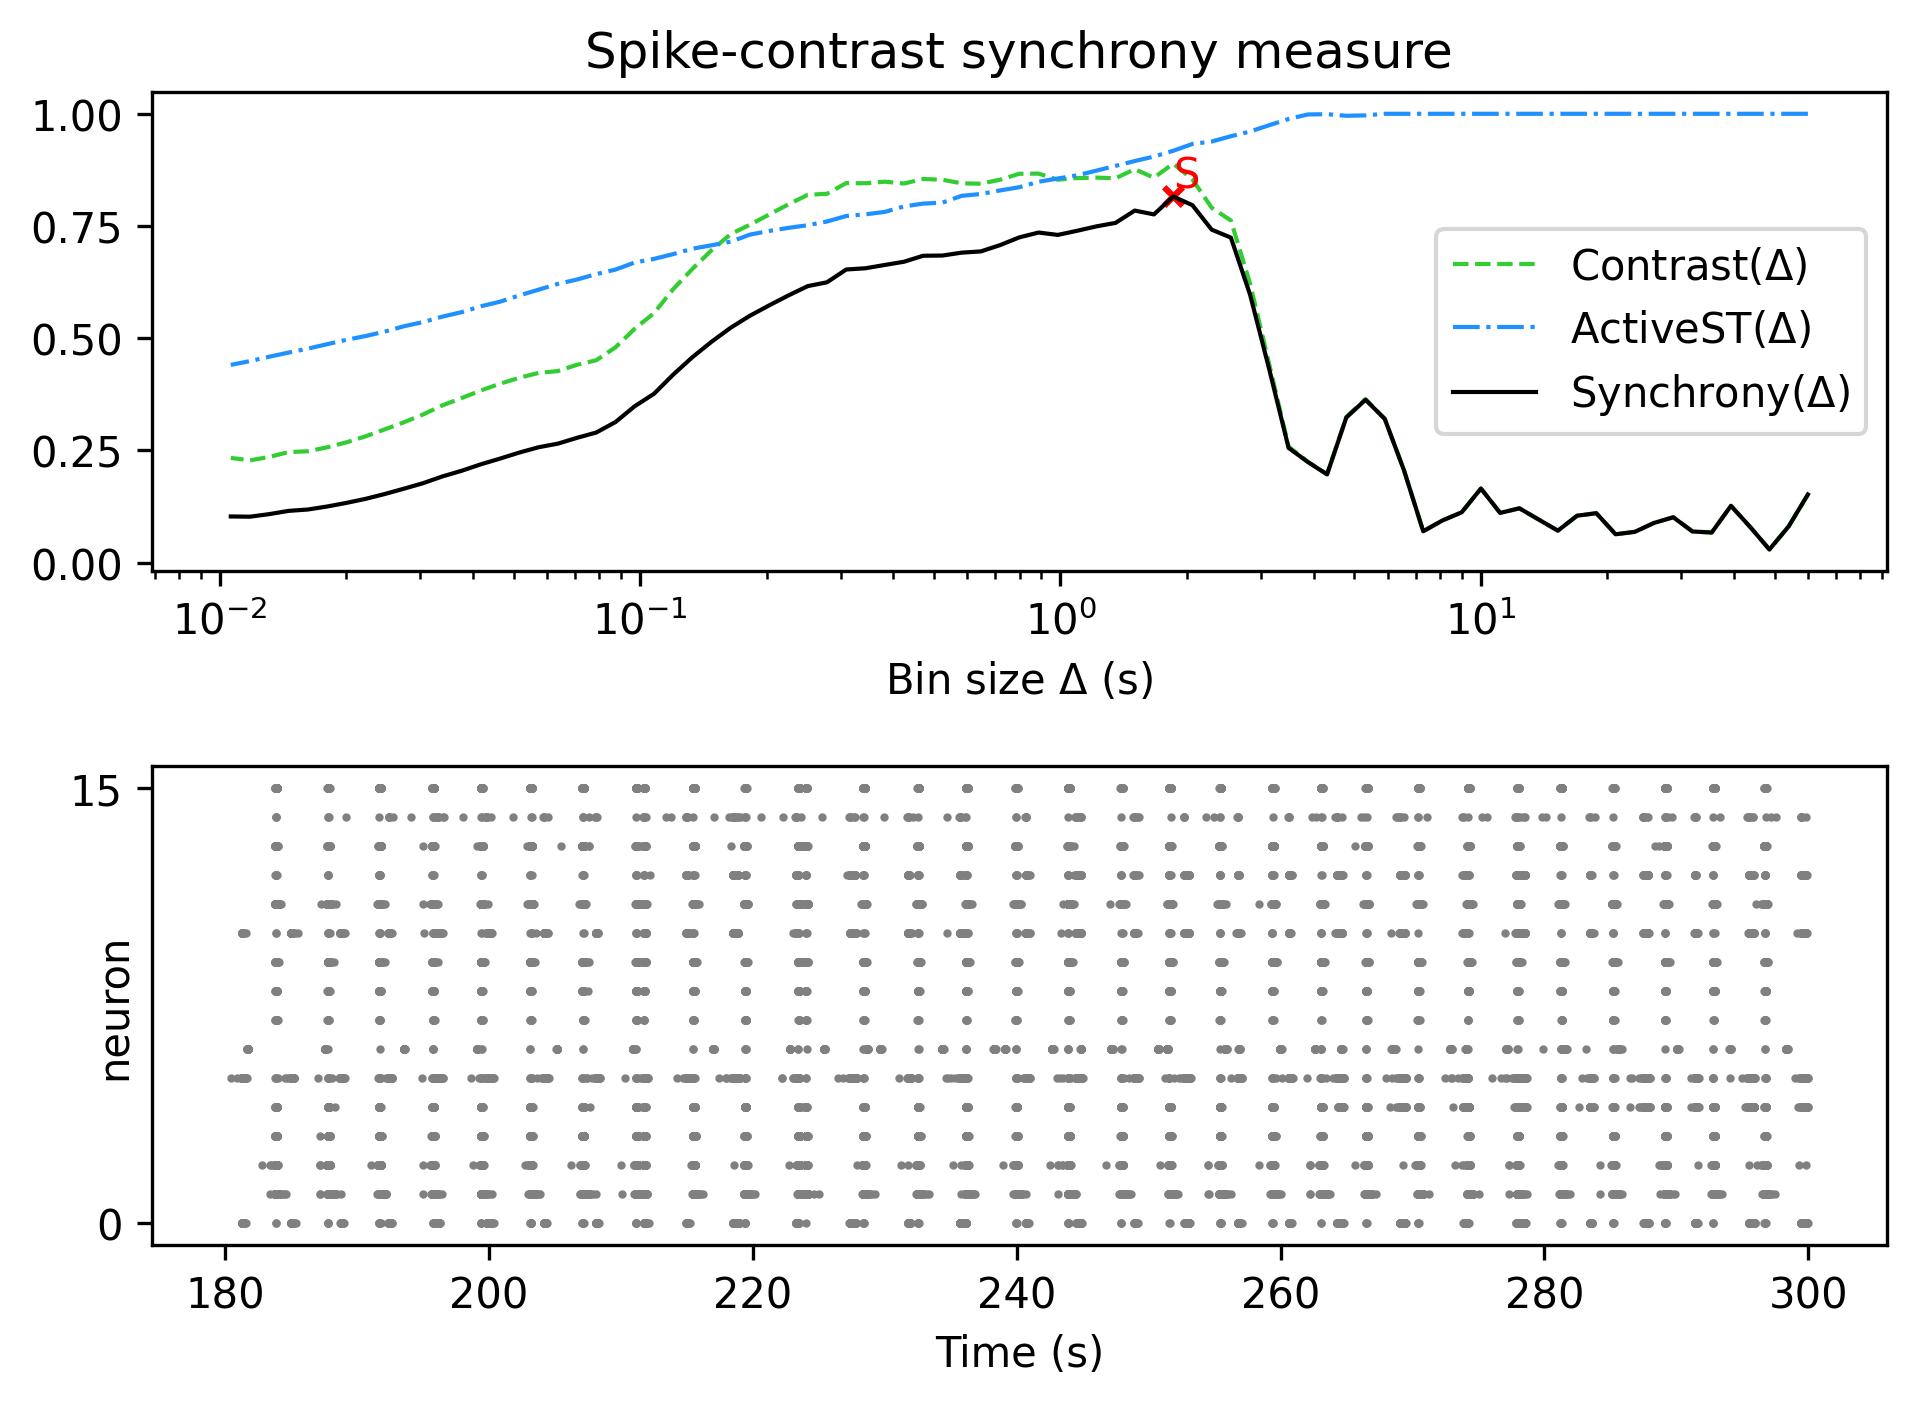 Spike-contrast synchrony measure
1.00
0.75
0.50
0.25
0.00
S
Contrast(Δ)
ActiveST(Δ)
Synchrony(Δ)
10⁻² 10⁻¹ 10⁰ 10¹
Bin size Δ (s)
15
neuron
0
180 200 220 240 260 280 300
Time (s)